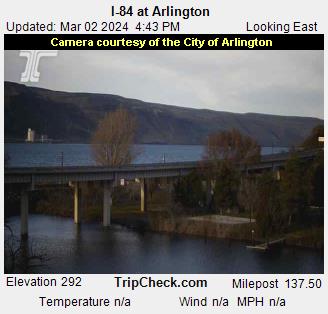 I-84 at Arlington
Updated: Mar 02 2024 4:43 PM Looking East
Camera courtesy of the City of Arlington
Elevation 292 TripCheck.com Milepost 137.50
Temperature n/a Wind n/a MPH n/a